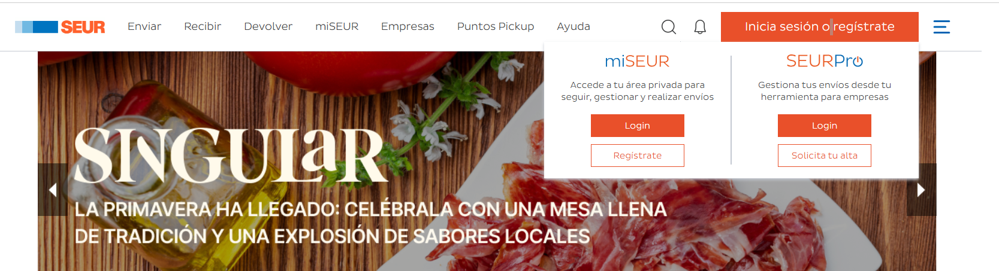 SEUR
Enviar
Recibir
Devolver
miSEUR
Empresas
Puntos Pickup
Ayuda
Inicia sesión o regístrate
miSEUR
Accede a tu área privada para
seguir, gestionar y realizar envíos
Login
Regístrate
SEURPro
Gestiona tus envíos desde tu
herramienta para empresas
Login
Solicita tu alta
SINGULaR
LA PRIMAVERA HA LLEGADO: CELÉBRALA CON UNA MESA LLENA
DE TRADICIÓN Y UNA EXPLOSIÓN DE SABORES LOCALES